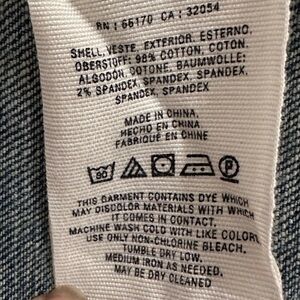 RN : 65170 CA : 32054
SHELL, VESTE, EXTERIOR, ESTERNO,
OBERSTOFF: 98% COTTON, COTON,
ALGODÓN, COTONE, BAUMWOLLE;
2% SPANDEX, SPANDEX,
SPANDEX, SPANDEX
MADE IN CHINA,
HECHO EN CHINA
FABRIQUÉ EN CHINE
THIS GARMENT CONTAINS DYE WHICH
MAY DISCOLOR MATERIALS WITH WHICH
IT COMES IN CONTACT
MACHINE WASH COLD WITH LIKE COLORS
USE ONLY NON-CHLORINE BLEACH,
TUMBLE DRY LOW,
MEDIUM IRON AS NEEDED,
MAY BE DRY CLEANED